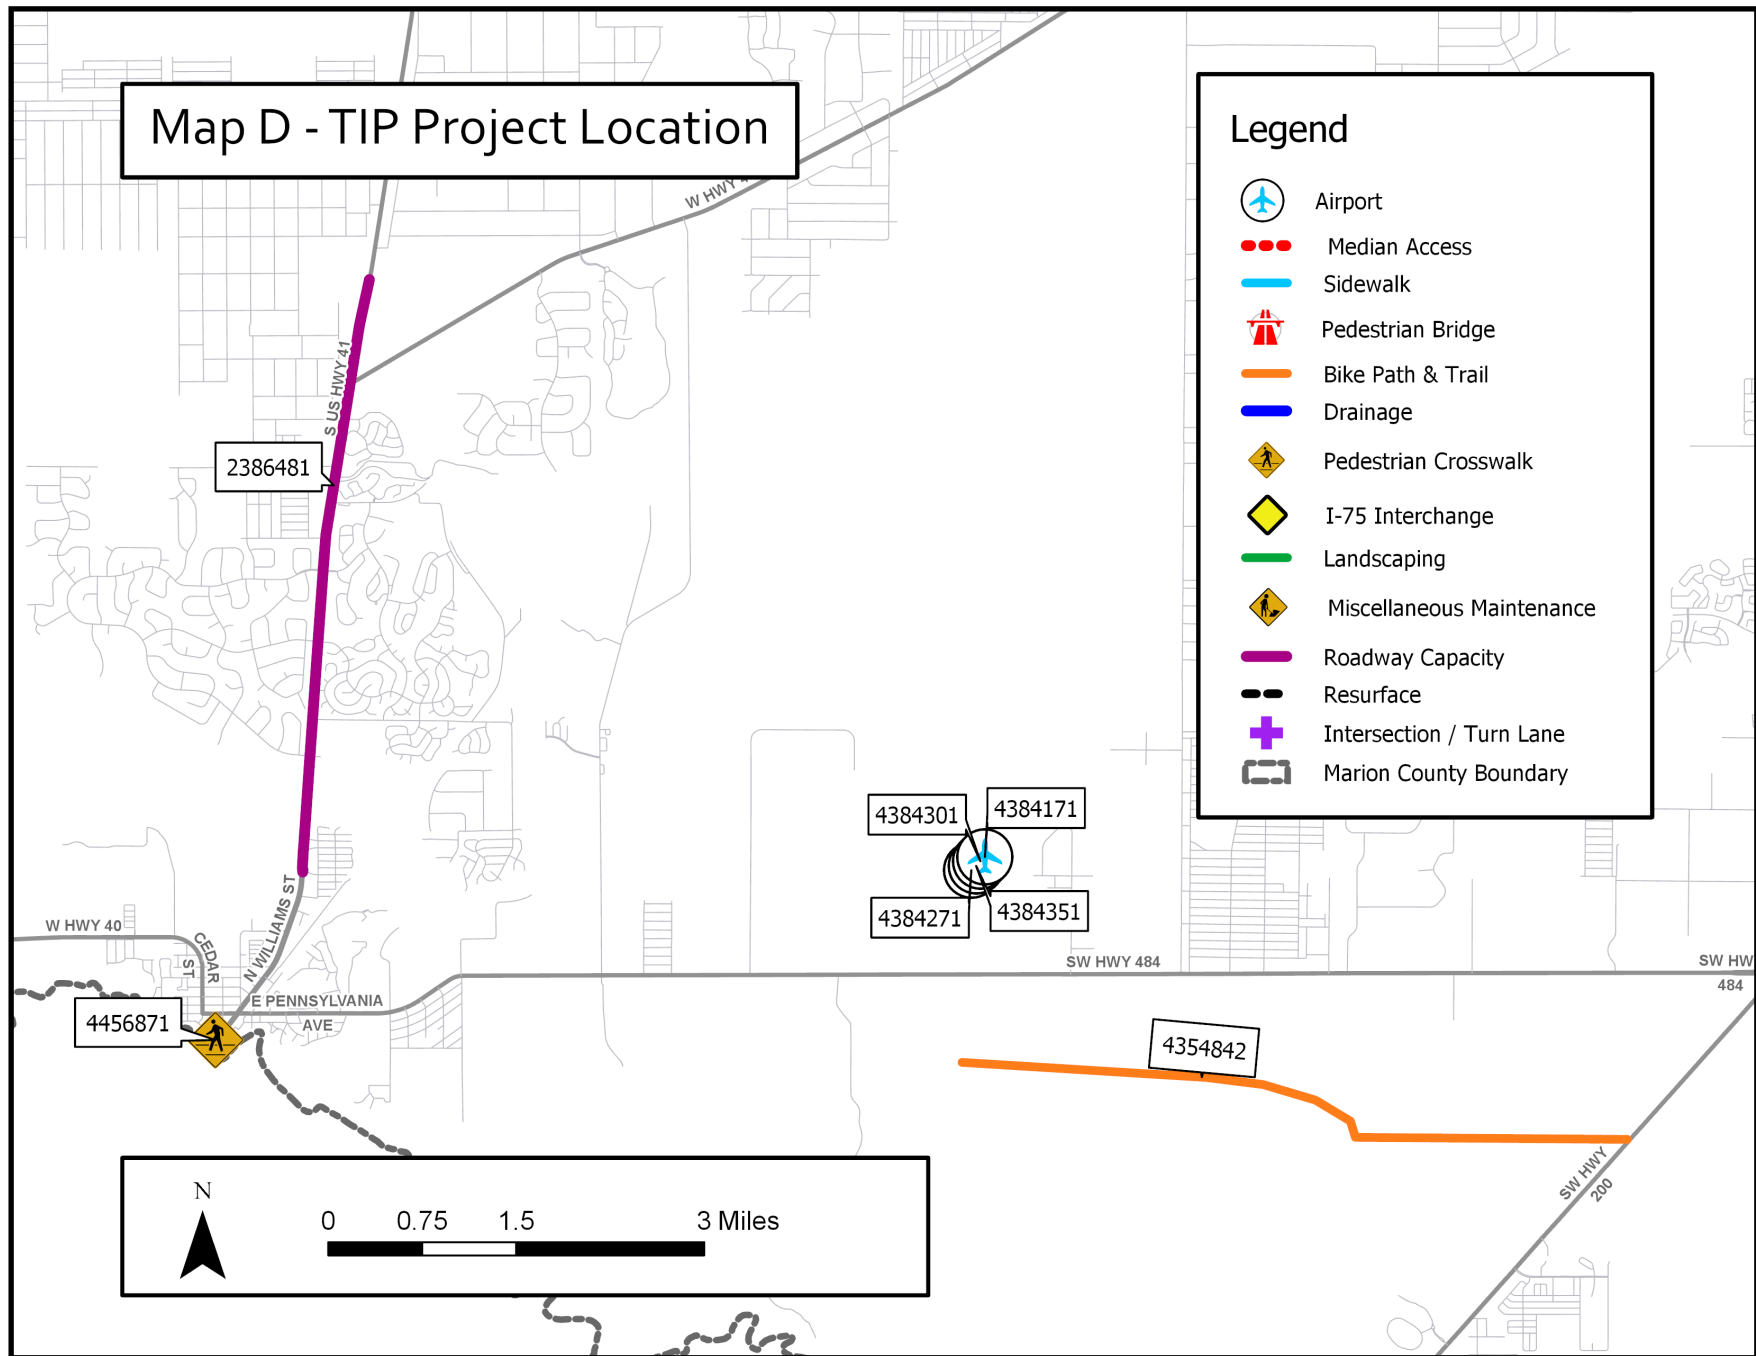 Map D - TIP Project Location
W HWY
S US HWY 41
2386481
Legend
Airport
Median Access
Sidewalk
Pedestrian Bridge
Bike Path & Trail
Drainage
Pedestrian Crosswalk
I-75 Interchange
Landscaping
Miscellaneous Maintenance
Roadway Capacity
Resurface
Intersection / Turn Lane
Marion County Boundary
4384301
4384171
4384271
4384351
W HWY 40
CEDAR
ST
N WILLIAMS ST
E PENNSYLVANIA
AVE
4456871
SW HWY 484
SW HW
484
4354842
SW HWY
200
N
0 0.75 1.5 3 Miles